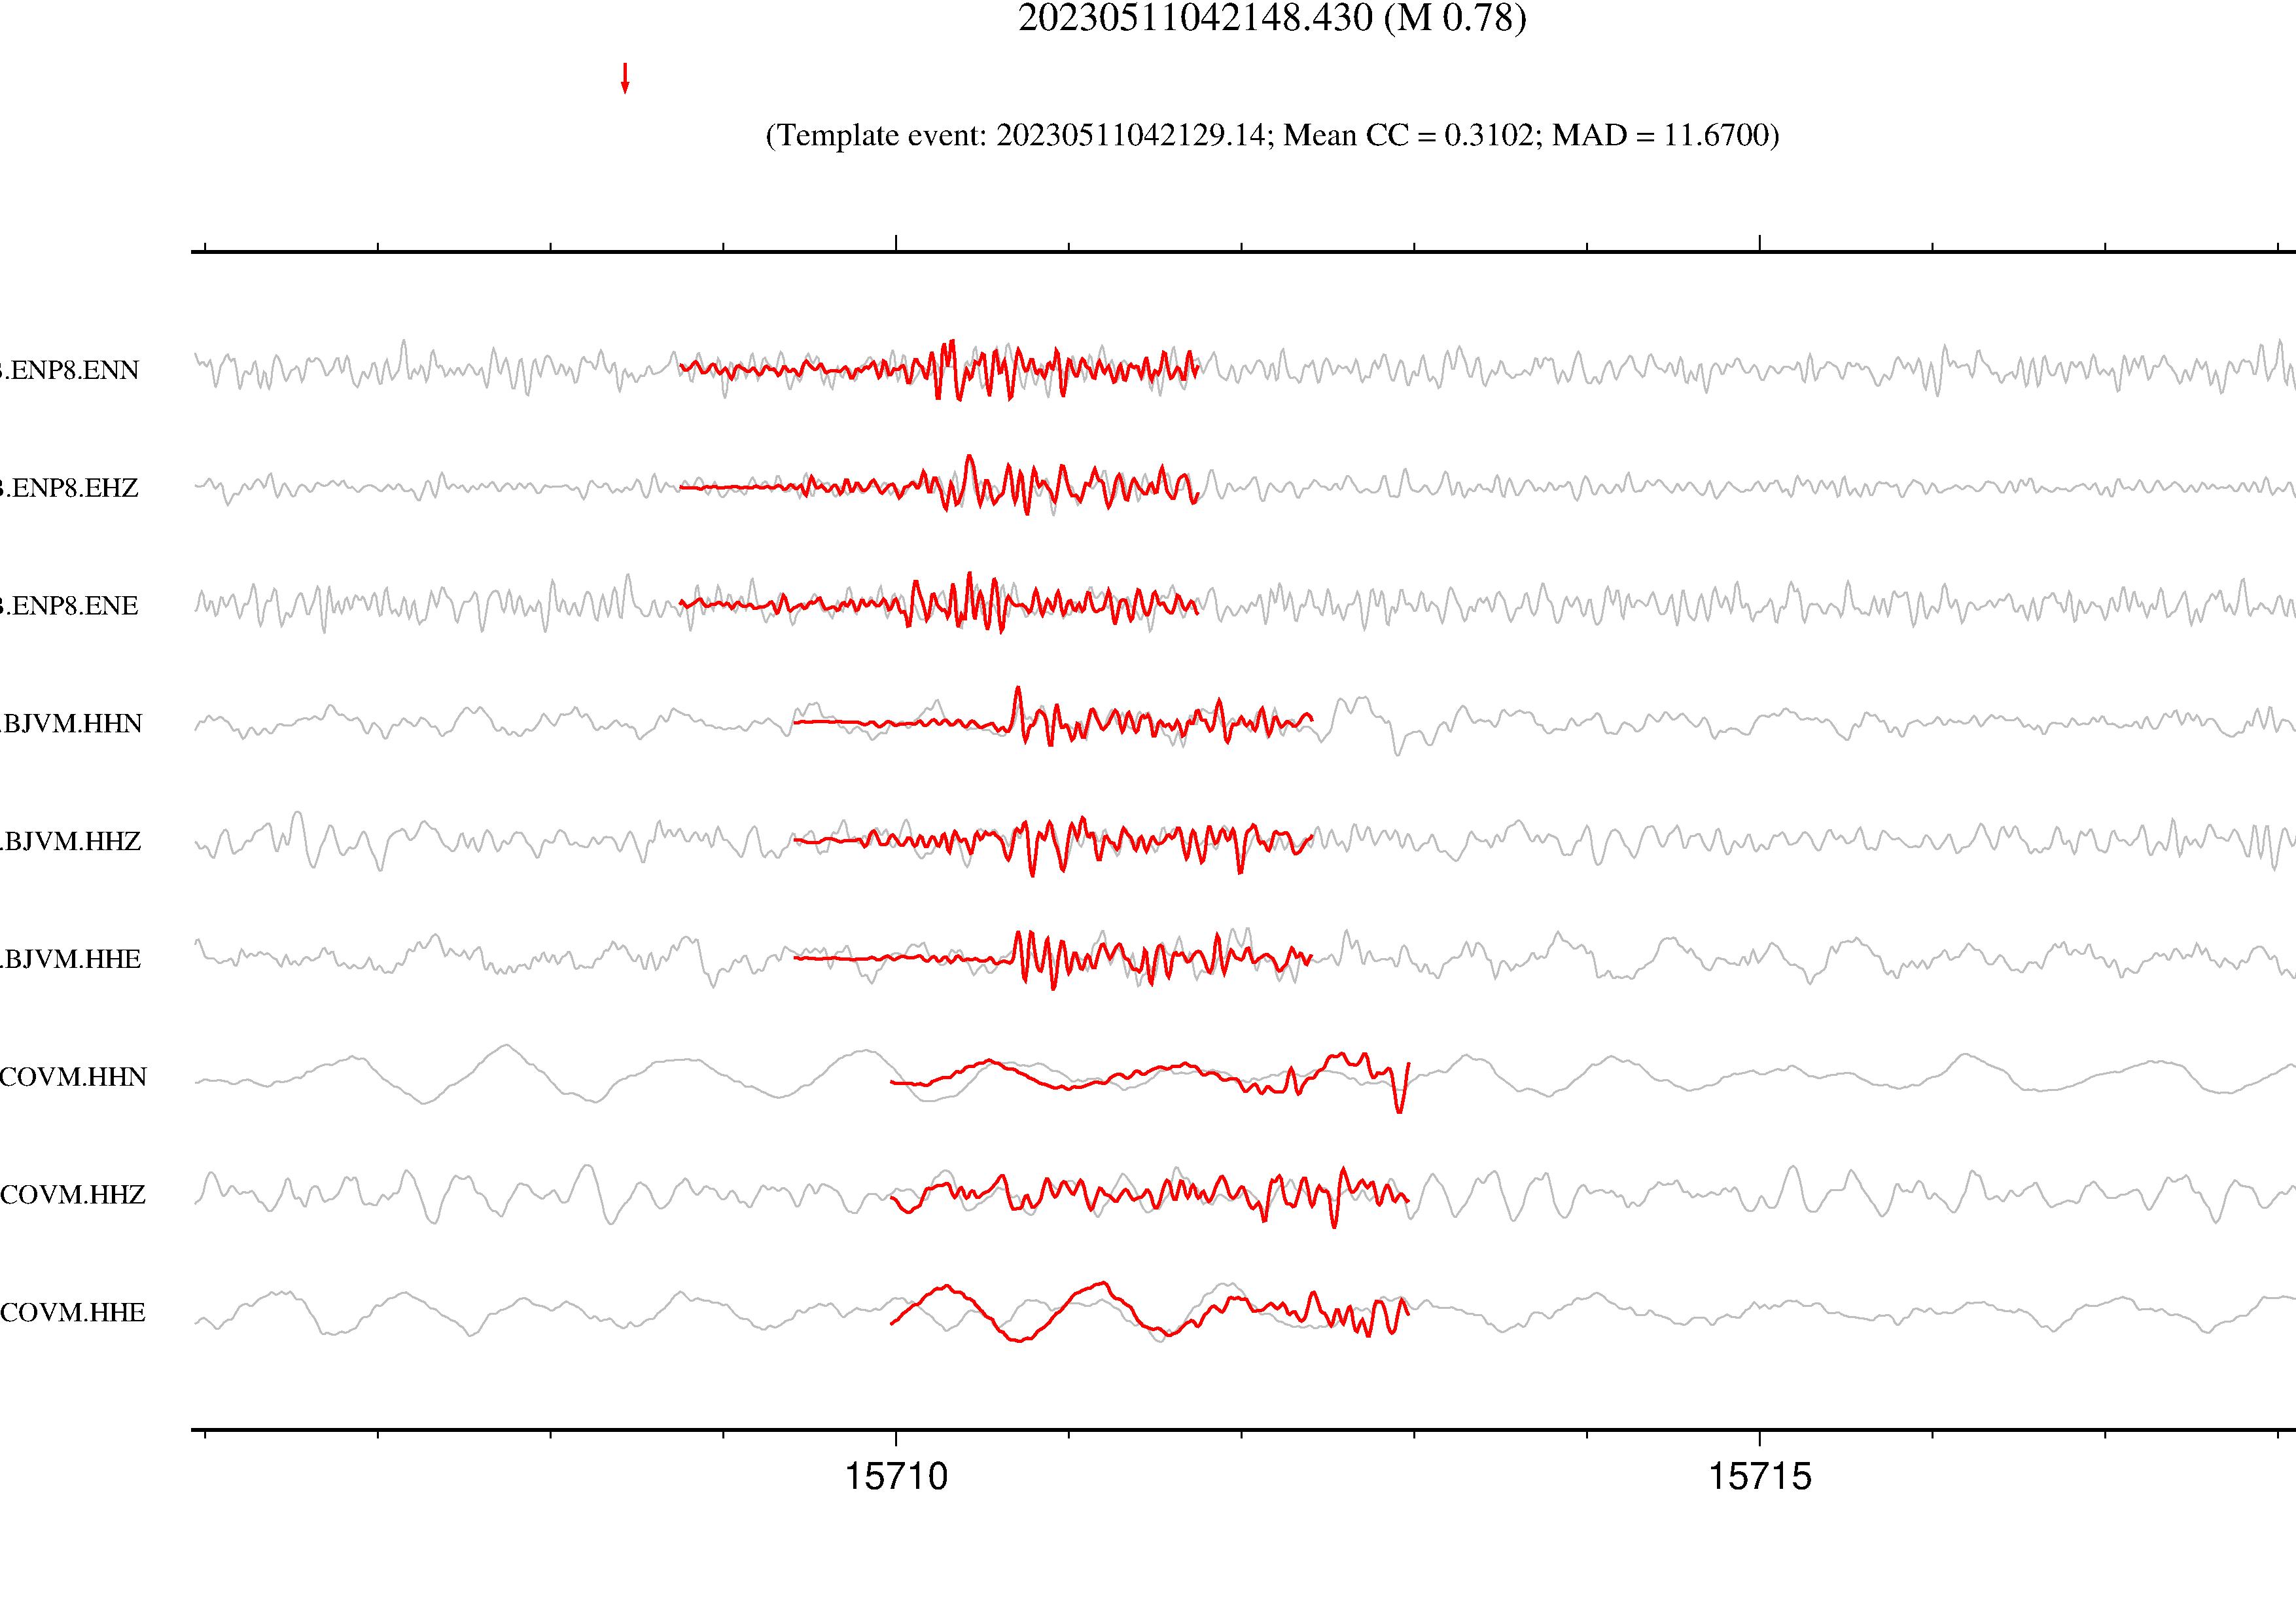 20230511042148.430 (M 0.78)
(Template event: 20230511042129.14; Mean CC = 0.3102; MAD = 11.6700)
.ENP8.ENN
.ENP8.EHZ
.ENP8.ENE
.BJVM.HHN
.BJVM.HHZ
.BJVM.HHE
COVM.HHN
COVM.HHZ
COVM.HHE
15710 15715